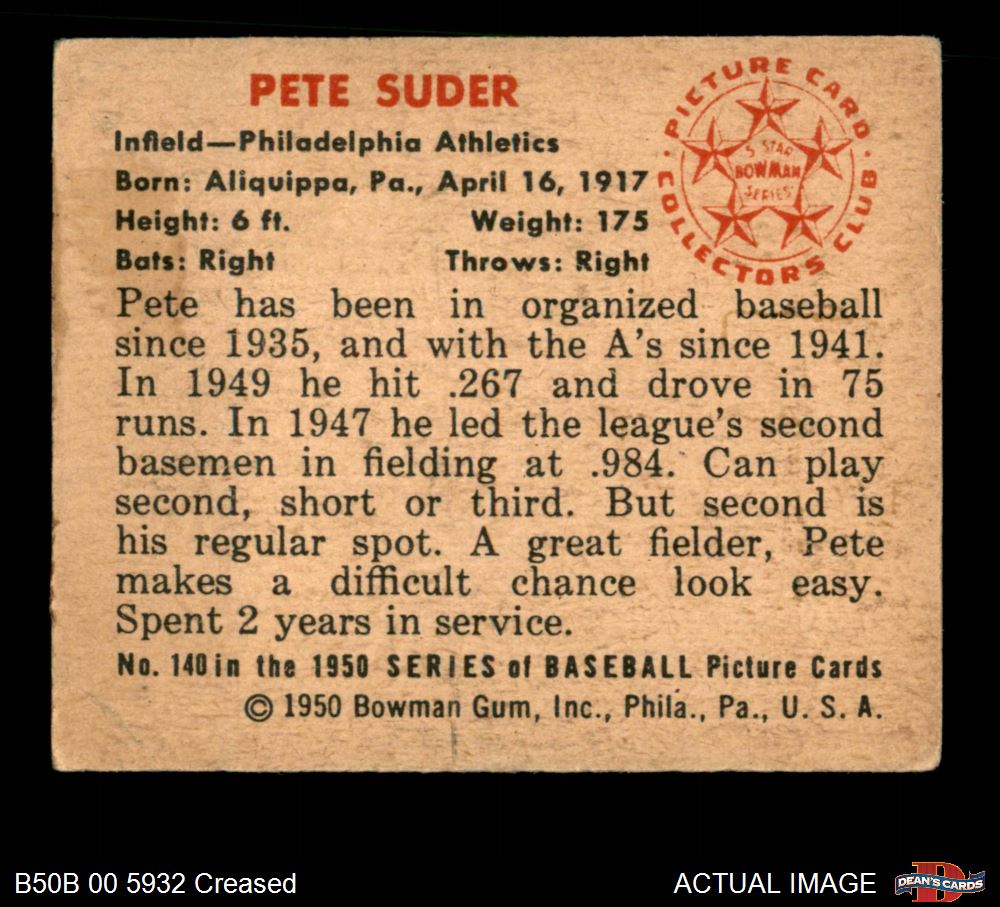 PETE SUDER
Infield—Philadelphia Athletics
Born: Aliquippa, Pa., April 16, 1917
Height: 6 ft. Weight: 175
Bats: Right Throws: Right
PICTURE CARD
COLLECTORS CLUB
5 STAR
BOWMAN
SERIES
Pete has been in organized baseball
since 1935, and with the A's since 1941.
In 1949 he hit .267 and drove in 75
runs. In 1947 he led the league's second
basemen in fielding at .984. Can play
second, short or third. But second is
his regular spot. A great fielder, Pete
makes a difficult chance look easy.
Spent 2 years in service.
No. 140 in the 1950 SERIES of BASEBALL Picture Cards
© 1950 Bowman Gum, Inc., Phila., Pa., U. S. A.
B50B 00 5932 Creased
ACTUAL IMAGE
D
DEAN'S CARDS